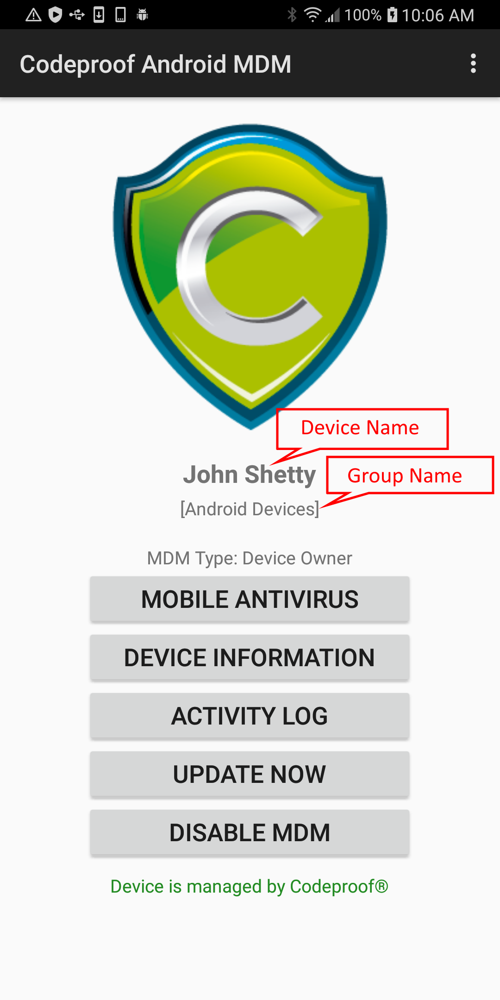 100% 10:06 AM
Codeproof Android MDM
C
Device Name
John Shetty
Group Name
[Android Devices]
MDM Type: Device Owner
MOBILE ANTIVIRUS
DEVICE INFORMATION
ACTIVITY LOG
UPDATE NOW
DISABLE MDM
Device is managed by Codeproof®